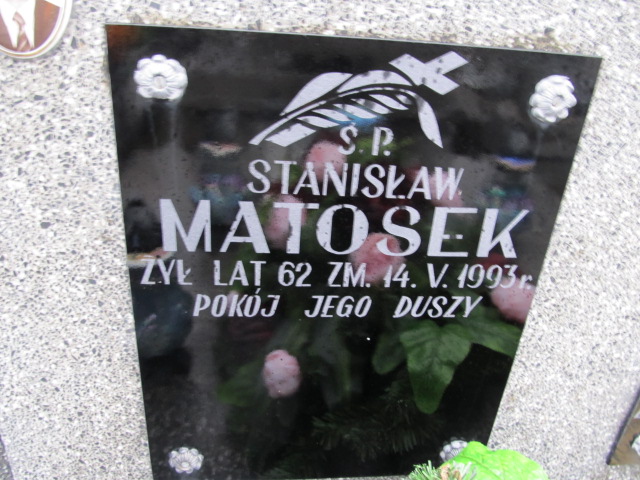 Ś.P.
STANISŁAW
MATOSEK
ŻYŁ LAT 62 ZM. 14. V. 1993 r.
POKÓJ JEGO DUSZY